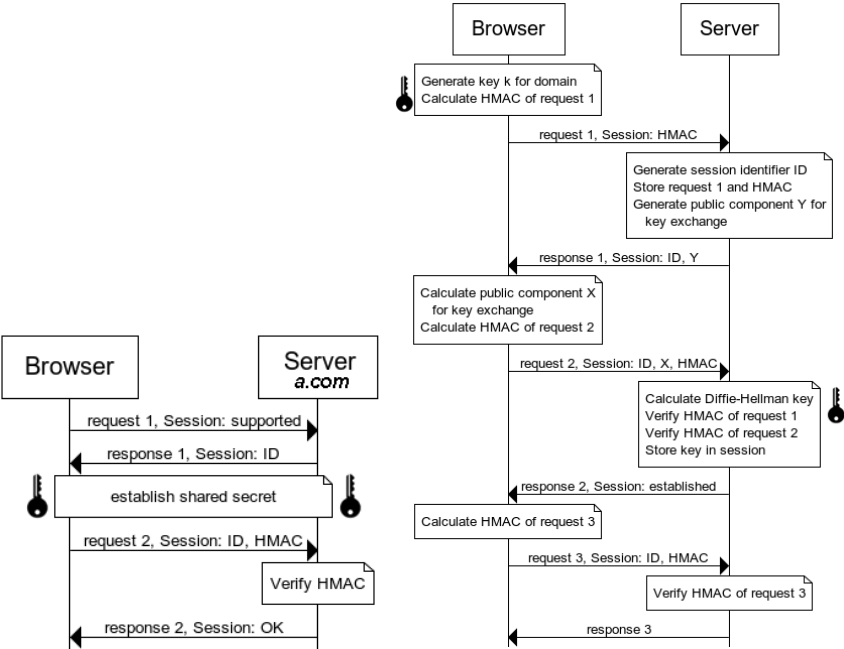 Browser
Server
a.com
request 1, Session: supported
response 1, Session: ID
establish shared secret
request 2, Session: ID, HMAC
Verify HMAC
response 2, Session: OK
Browser
Server
Generate key k for domain
Calculate HMAC of request 1
request 1, Session: HMAC
Generate session identifier ID
Store request 1 and HMAC
Generate public component Y for
key exchange
response 1, Session: ID, Y
Calculate public component X
for key exchange
Calculate HMAC of request 2
request 2, Session: ID, X, HMAC
Calculate Diffie-Hellman key
Verify HMAC of request 1
Verify HMAC of request 2
Store key in session
response 2, Session: established
Calculate HMAC of request 3
request 3, Session: ID, HMAC
Verify HMAC of request 3
response 3